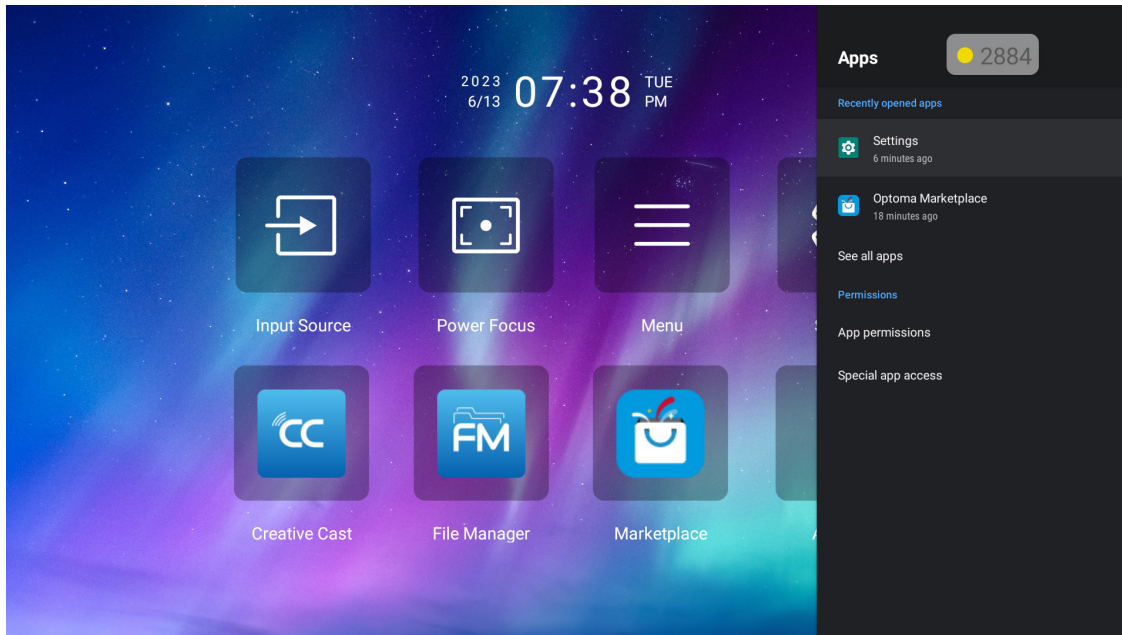 2023
6/13
07:38
TUE
PM
Input Source
Power Focus
Menu
CC
FM
Creative Cast
File Manager
Marketplace
Apps
2884
Recently opened apps
Settings
6 minutes ago
Optoma Marketplace
18 minutes ago
See all apps
Permissions
App permissions
Special app access